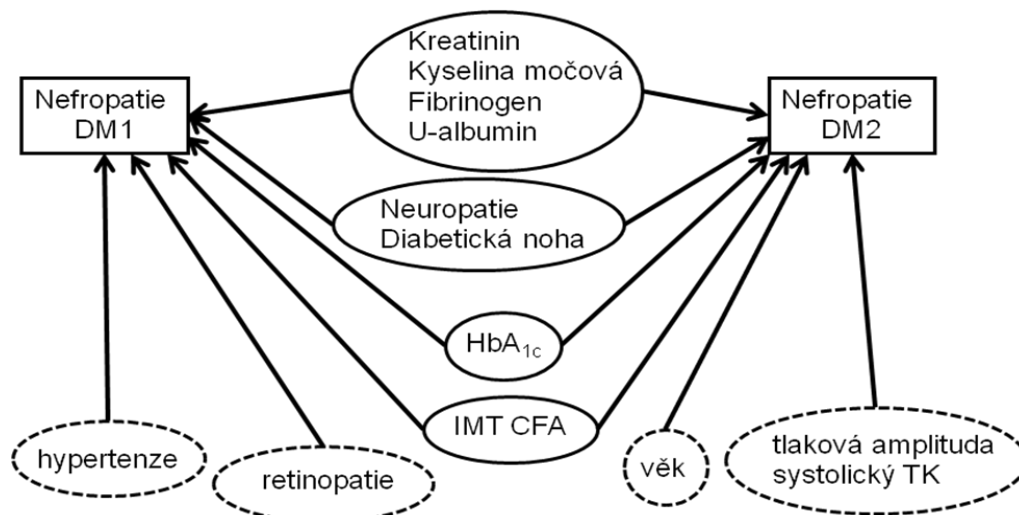 Kreatinin
Kyselina močová
Fibrinogen
U-albumin
Nefropatie
DM1
Nefropatie
DM2
Neuropatie
Diabetická noha
HbA1c
IMT CFA
hypertenze
retinopatie
věk
tlaková amplituda
systolický TK